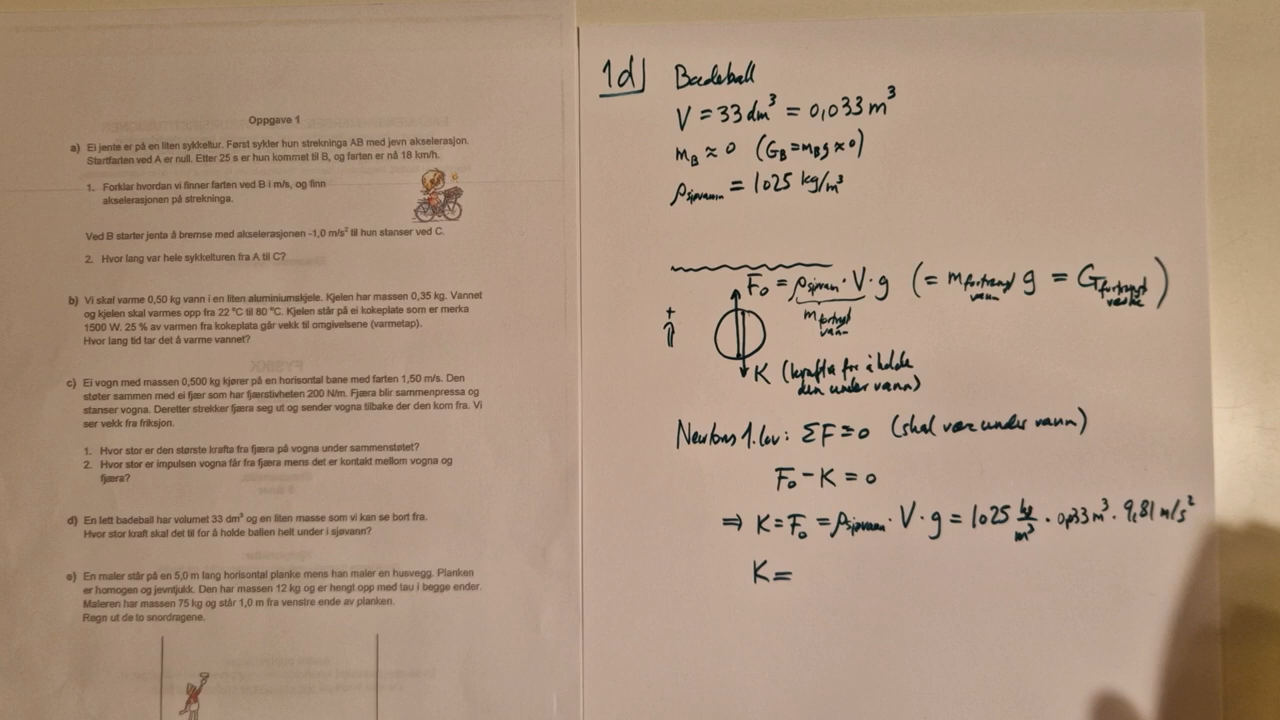 Oppgave 1
a) Ei jente er på en liten sykkeltur. Først sykler hun strekninga AB med jevn akselerasjon.
Startfarten ved A er null. Etter 25 s er hun kommet til B, og farten er nå 18 km/h.
1. Forklar hvordan vi finner farten ved B i m/s, og finn
akselerasjonen på strekninga.
Ved B starter jenta å bremse med akselerasjonen -1,0 m/s² til hun stanser ved C.
2. Hvor lang var hele sykkelturen fra A til C?
b) Vi skal varme 0,50 kg vann i en liten aluminiumskjele. Kjelen har massen 0,35 kg. Vannet
og kjelen skal varmes opp fra 22 °C til 80 °C. Kjelen står på ei kokeplate som er merka
1500 W. 25 % av varmen fra kokeplata går vekk til omgivelsene (varmetap).
Hvor lang tid tar det å varme vannet?
c) Ei vogn med massen 0,500 kg kjører på en horisontal bane med farten 1,50 m/s. Den
støter sammen med ei fjær som har fjærstivheten 200 N/m. Fjæra blir sammenpressa og
stanser vogna. Deretter strekker fjæra seg ut og sender vogna tilbake der den kom fra. Vi
ser vekk fra friksjon.
1. Hvor stor er den største krafta fra fjæra på vogna under sammenstøtet?
2. Hvor stor er impulsen vogna får fra fjæra mens det er kontakt mellom vogna og
fjæra?
d) En lett badeball har volumet 33 dm³ og en liten masse som vi kan se bort fra.
Hvor stor kraft skal det til for å holde ballen helt under i sjøvann?
e) En maler står på en 5,0 m lang horisontal planke mens han maler en husvegg. Planken
er homogen og jevntjukk. Den har massen 12 kg og er hengt opp med tau i begge ender.
Maleren har massen 75 kg og står 1,0 m fra venstre ende av planken.
Regn ut de to snordragene.
1d) Badeball
V = 33 dm³ = 0,033 m³
m_B ≈ 0 (G_B = m_B g ≈ 0)
ρ_sjøvann = 1025 kg/m³
F_O = ρ_sjøvann · V · g (= m_fortrengt vann g = G_fortrengt væske)
m_fortrengt vann
+
K (krafta for å holde
den under vann)
Newtons 1. lov: ΣF = 0 (skal være under vann)
F_O - K = 0
⇒ K = F_O = ρ_sjøvann · V · g = 1025 kg/m³ · 0,033 m³ · 9,81 m/s²
K =